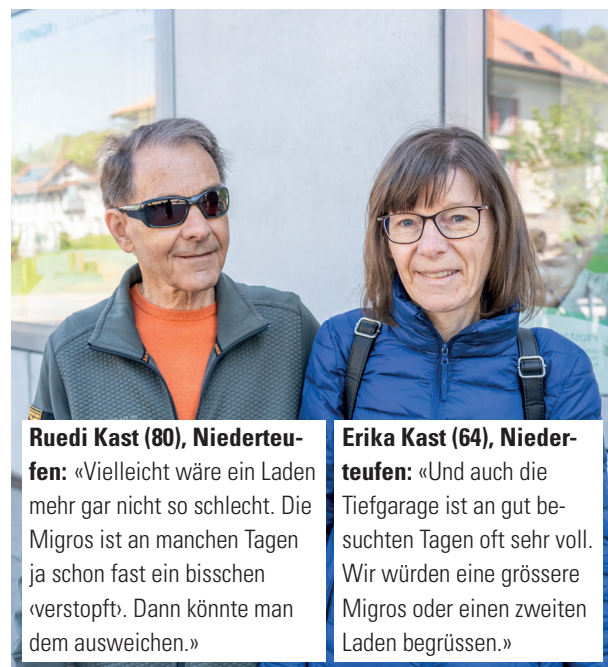 Ruedi Kast (80), Niederteu-
fen: «Vielleicht wäre ein Laden
mehr gar nicht so schlecht. Die
Migros ist an manchen Tagen
ja schon fast ein bisschen
‹verstopft›. Dann könnte man
dem ausweichen.»
Erika Kast (64), Nieder-
teufen: «Und auch die
Tiefgarage ist an gut be-
suchten Tagen oft sehr voll.
Wir würden eine grössere
Migros oder einen zweiten
Laden begrüssen.»